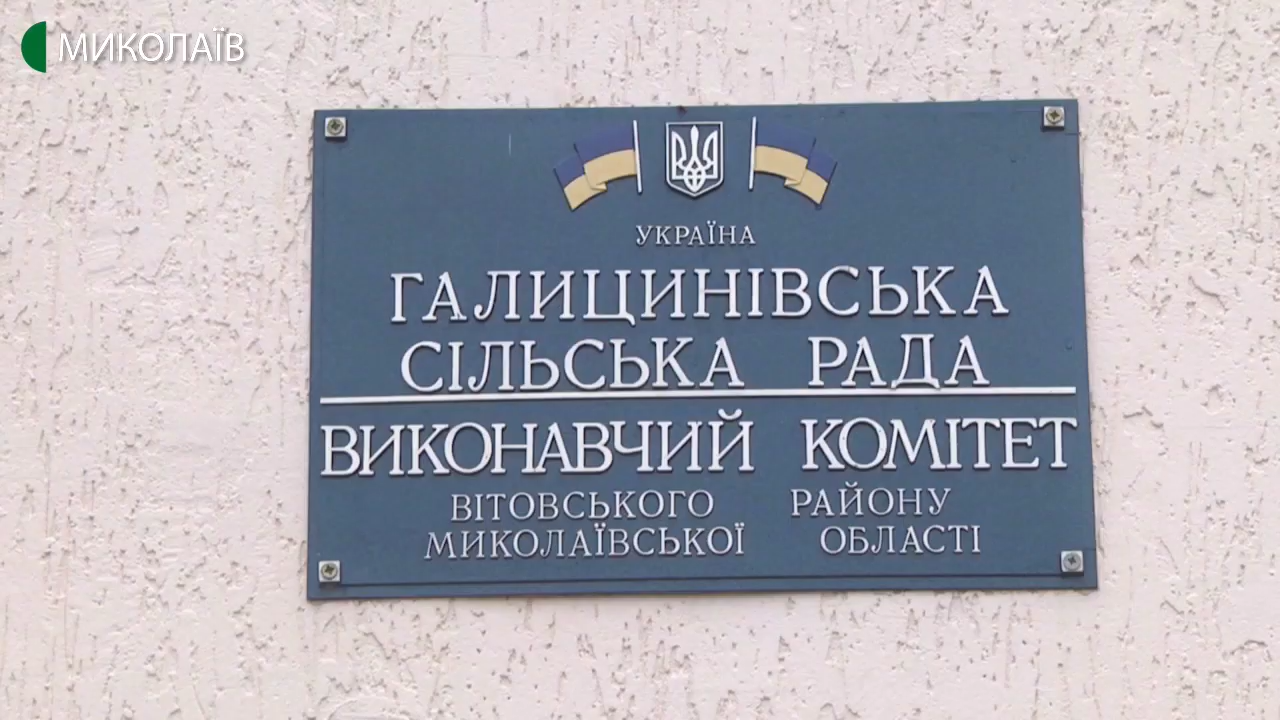 МИКОЛАЇВ
УКРАЇНА
ГАЛИЦИНІВСЬКА
СІЛЬСЬКА РАДА
ВИКОНАВЧИЙ КОМІТЕТ
ВІТОВСЬКОГО РАЙОНУ
МИКОЛАЇВСЬКОЇ ОБЛАСТІ